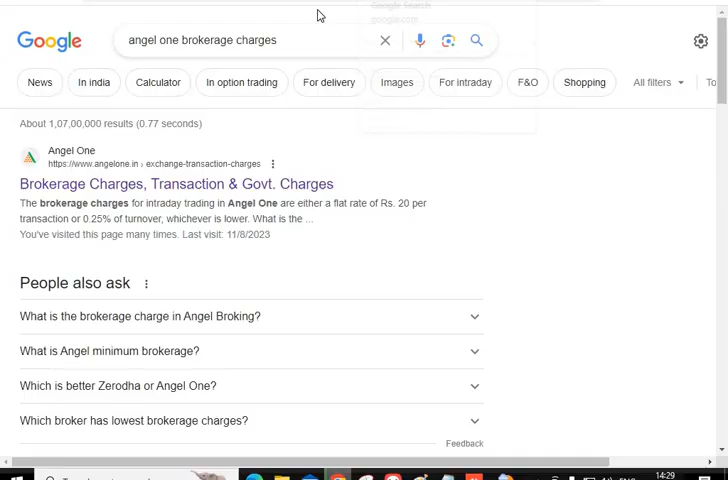 Google Search
google.com
Google
angel one brokerage charges
News In india Calculator In option trading For delivery Images For intraday F&O Shopping All filters To
About 1,07,00,000 results (0.77 seconds)
Angel One
https://www.angelone.in › exchange-transaction-charges
Brokerage Charges, Transaction & Govt. Charges
The brokerage charges for intraday trading in Angel One are either a flat rate of Rs. 20 per
transaction or 0.25% of turnover, whichever is lower. What is the ...
You've visited this page many times. Last visit: 11/8/2023
People also ask
What is the brokerage charge in Angel Broking?
What is Angel minimum brokerage?
Which is better Zerodha or Angel One?
Which broker has lowest brokerage charges?
Feedback
14:29